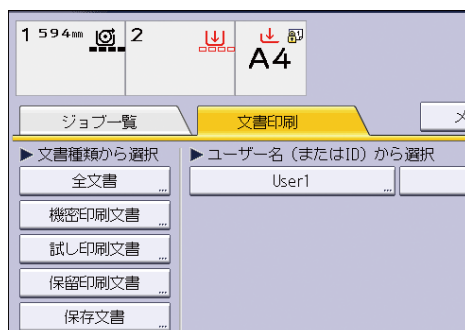 1 594mm 2
A4
ジョブ一覧 文書印刷
▶文書種類から選択 ▶ユーザー名（またはID）から選択
全文書 User1
機密印刷文書
試し印刷文書
保留印刷文書
保存文書